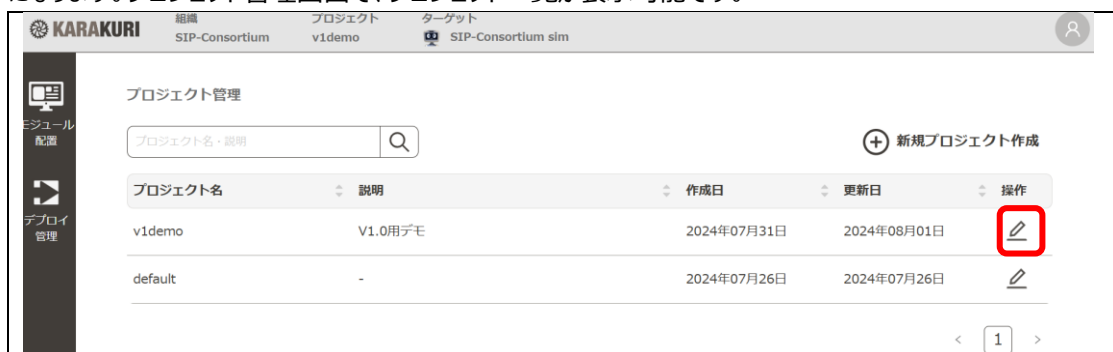 になります。プロジェクト管理画面で、プロジェクト一覧が表示可能です。
KARAKURI
組織 プロジェクト ターゲット
SIP-Consortium v1demo SIP-Consortium sim
プロジェクト管理
モジュール
配置
プロジェクト名・説明
新規プロジェクト作成
プロジェクト名 説明 作成日 更新日 操作
デプロイ
管理
v1demo V1.0用デモ 2024年07月31日 2024年08月01日
default - 2024年07月26日 2024年07月26日
< 1 >